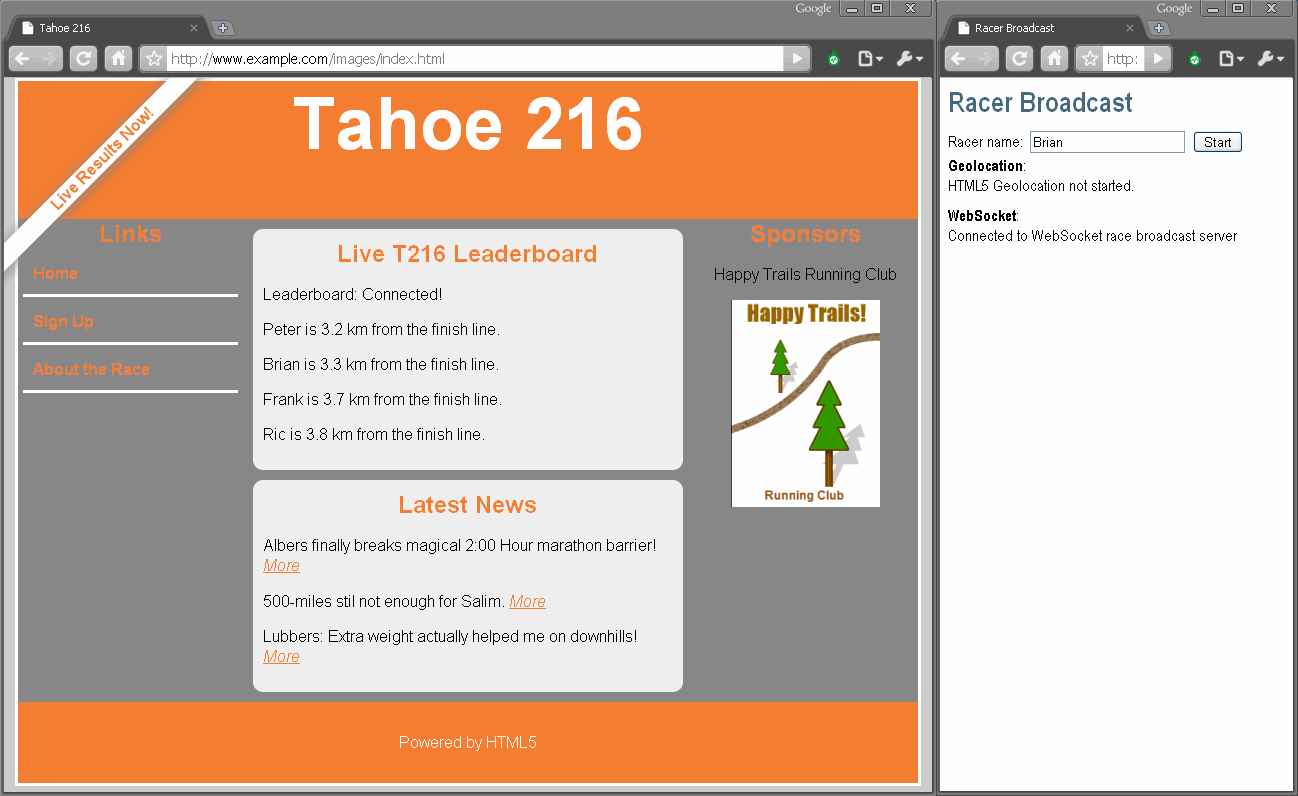 Google
Tahoe 216
http://www.example.com/images/index.html
Live Results Now!
Tahoe 216
Links
Home
Sign Up
About the Race
Live T216 Leaderboard
Leaderboard: Connected!
Peter is 3.2 km from the finish line.
Brian is 3.3 km from the finish line.
Frank is 3.7 km from the finish line.
Ric is 3.8 km from the finish line.
Latest News
Albers finally breaks magical 2:00 Hour marathon barrier!
More
500-miles stil not enough for Salim. More
Lubbers: Extra weight actually helped me on downhills!
More
Sponsors
Happy Trails Running Club
Happy Trails!
Running Club
Powered by HTML5
Google
Racer Broadcast
http:
Racer Broadcast
Racer name: Brian Start
Geolocation:
HTML5 Geolocation not started.
WebSocket:
Connected to WebSocket race broadcast server